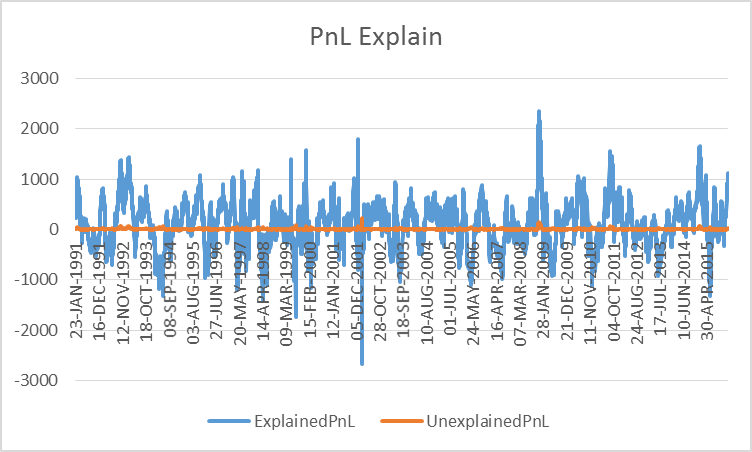 PnL Explain
3000
2000
1000
0
-1000
-2000
-3000
23-JAN-1991
16-DEC-1991
12-NOV-1992
18-OCT-1993
08-SEP-1994
03-AUG-1995
27-JUN-1996
20-MAY-1997
14-APR-1998
09-MAR-1999
15-FEB-2000
12-JAN-2001
05-DEC-2001
28-OCT-2002
18-SEP-2003
10-AUG-2004
01-JUL-2005
24-MAY-2006
16-APR-2007
07-MAR-2008
28-JAN-2009
21-DEC-2009
11-NOV-2010
04-OCT-2011
24-AUG-2012
17-JUL-2013
10-JUN-2014
30-APR-2015
ExplainedPnL UnexplainedPnL